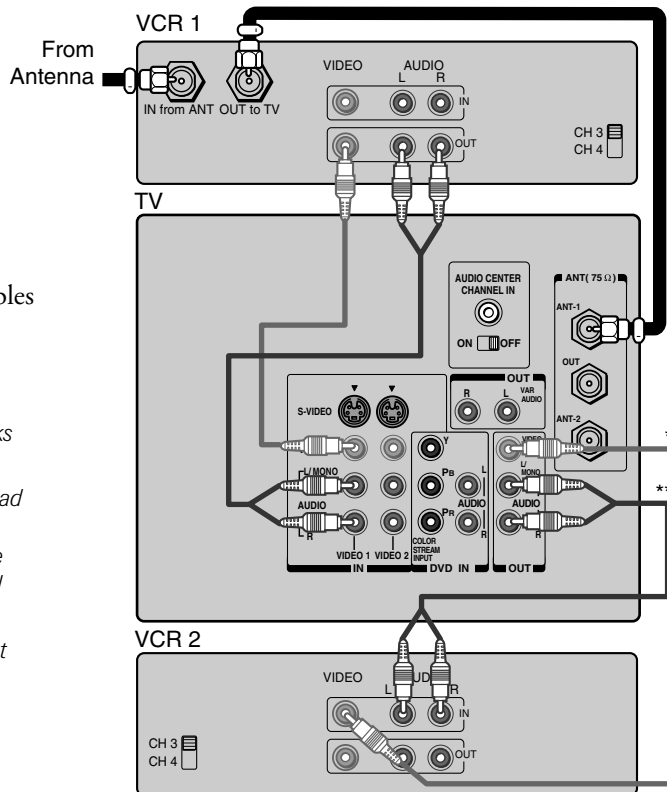 VCR 1
From
Antenna
IN from ANT
OUT to TV
VIDEO
AUDIO
L R
IN
OUT
CH 3
CH 4
TV
AUDIO CENTER
CHANNEL IN
ON OFF
ANT( 75 Ω )
ANT-1
OUT
ANT-2
OUT
R L
VAR
AUDIO
S-VIDEO
L/ MONO
AUDIO
L R
VIDEO 1 VIDEO 2
IN
Y
PB
PR
L
AUDIO
R
COLOR
STREAM
INPUT
DVD IN
VIDEO
L/
MONO
AUDIO
R
OUT
*
**
VCR 2
VIDEO
L R
IN
OUT
CH 3
CH 4